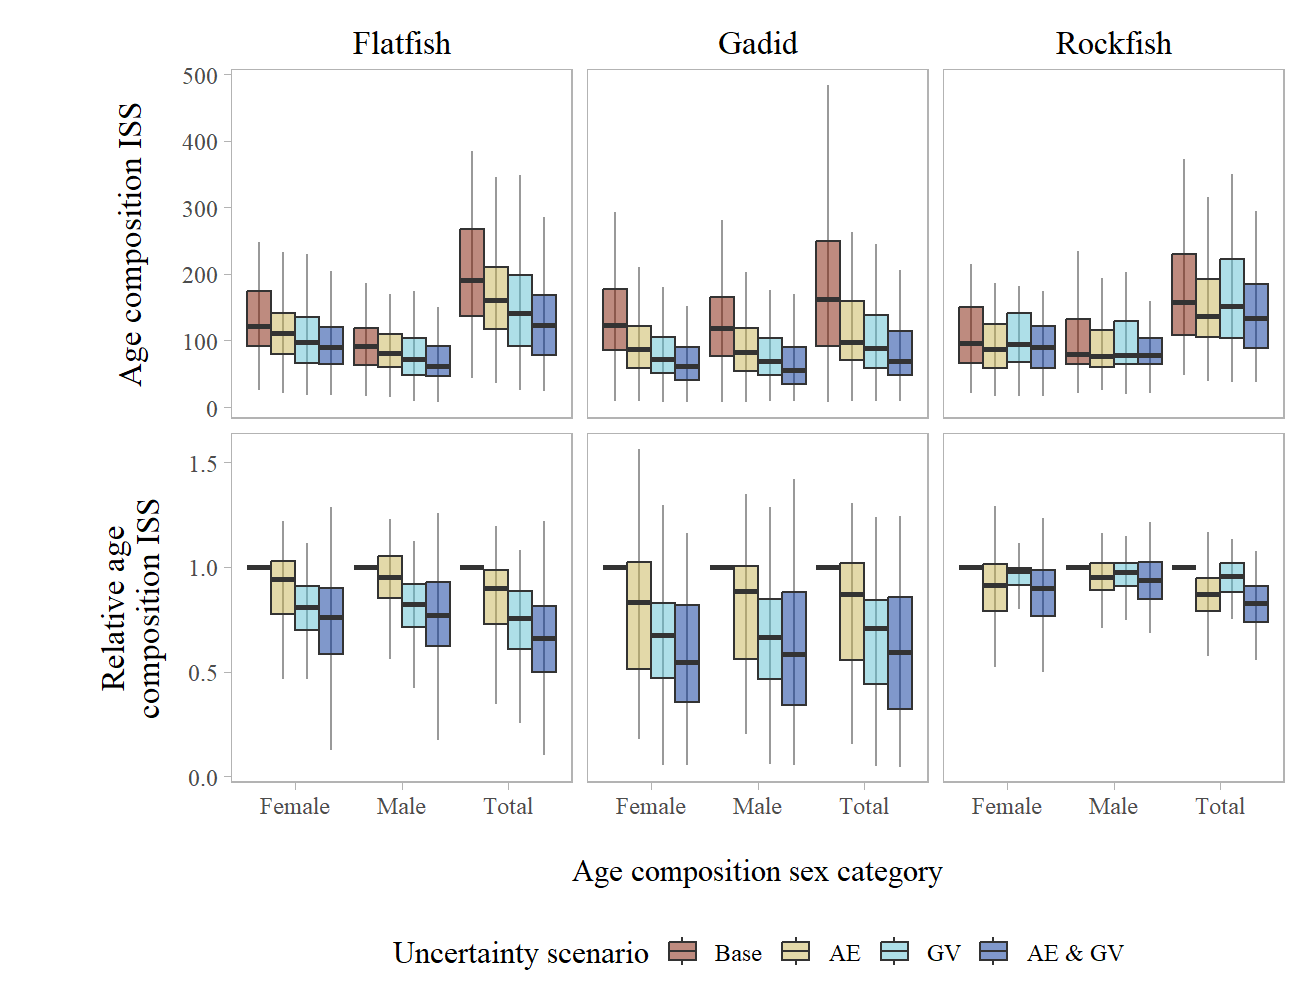 Flatfish Gadid Rockfish
Age composition ISS
500
400
300
200
100
0
Relative age
composition ISS
1.5
1.0
0.5
0.0
Female Male Total Female Male Total Female Male Total
Age composition sex category
Uncertainty scenario Base AE GV AE & GV